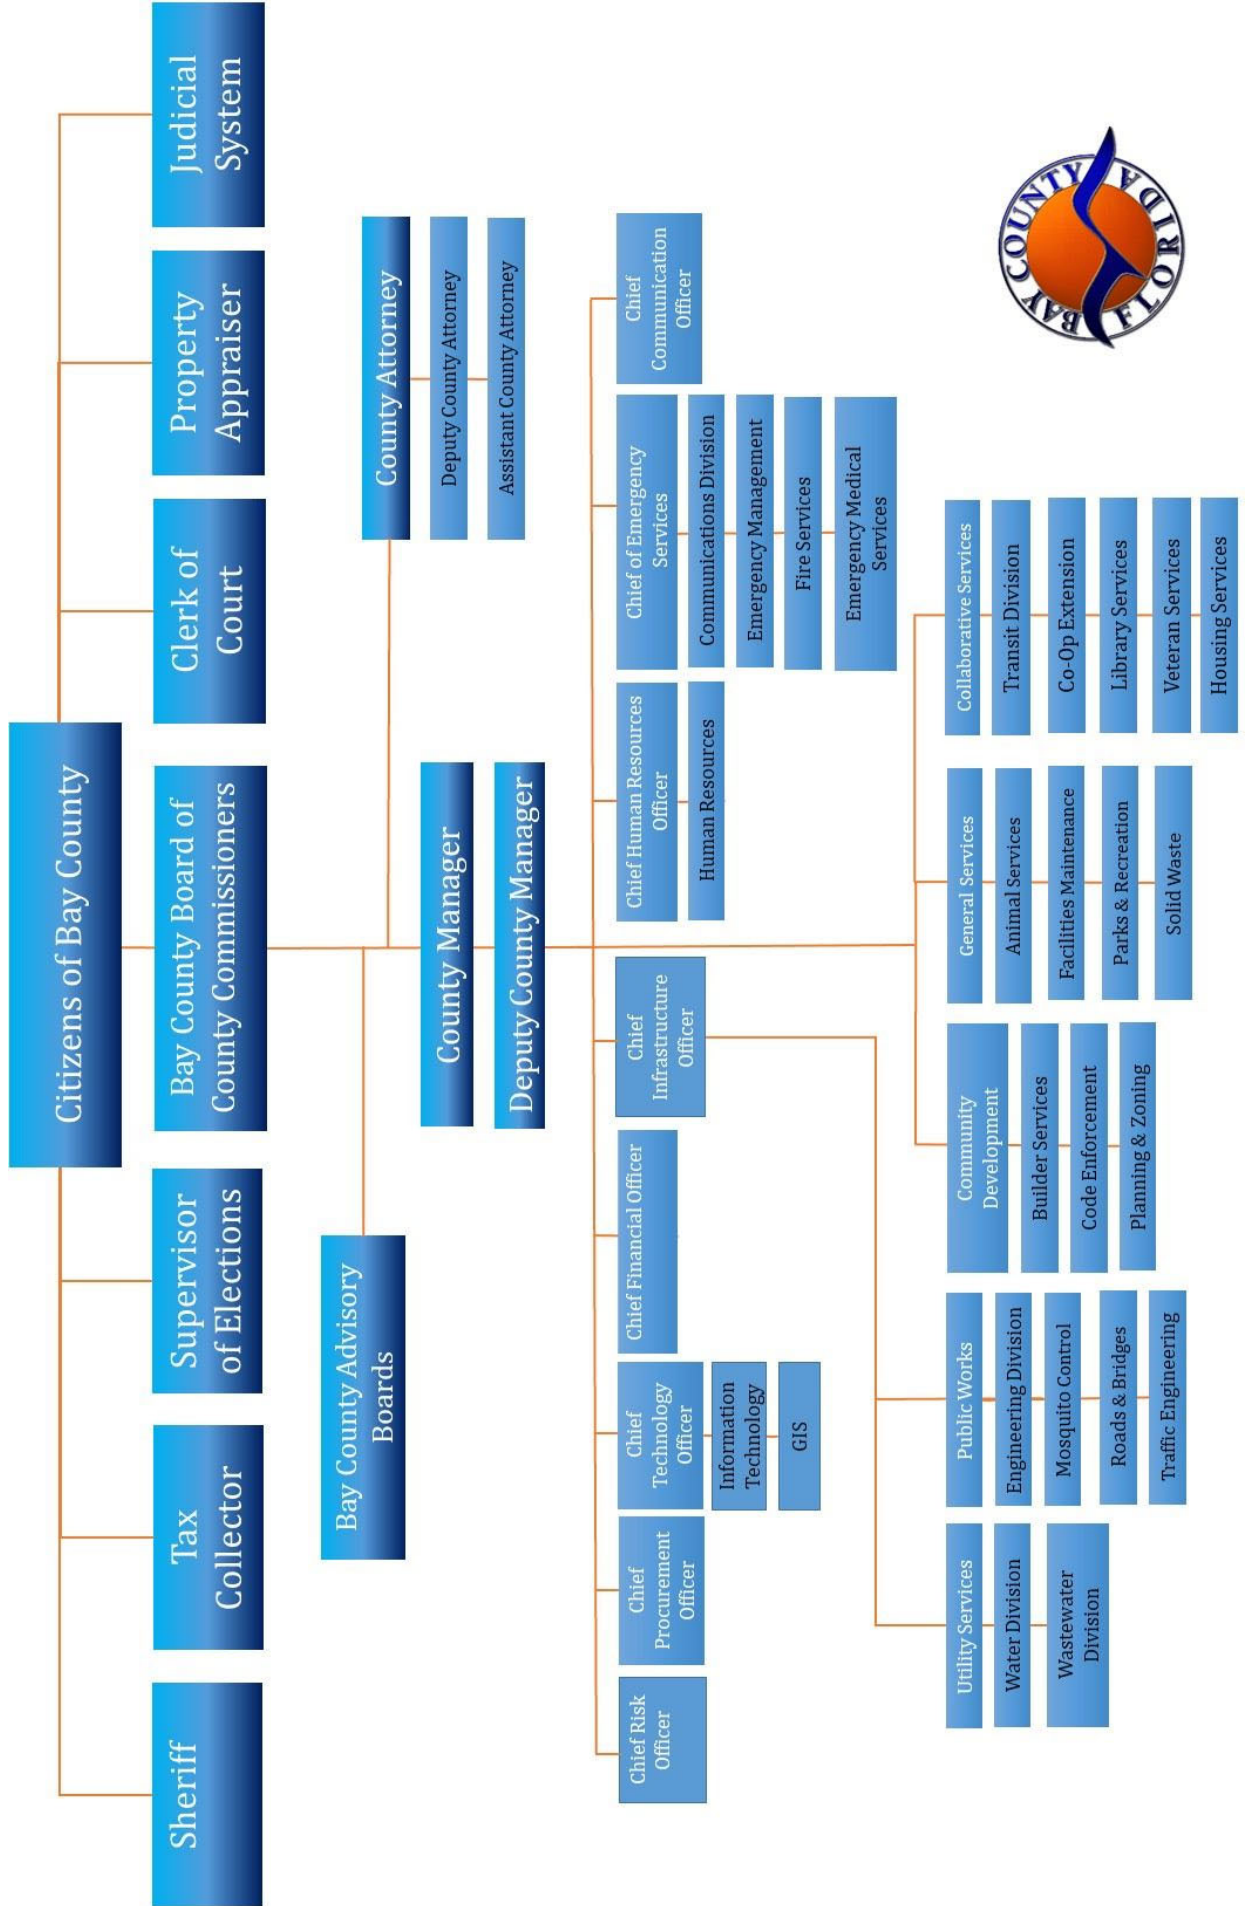 Citizens of Bay County
Sheriff
Tax
Collector
Supervisor
of Elections
Bay County Board of
County Commissioners
Clerk of
Court
Property
Appraiser
Judicial
System
Bay County Advisory
Boards
County Attorney
Deputy County Attorney
Assistant County Attorney
County Manager
Deputy County Manager
Chief Risk
Officer
Chief
Procurement
Officer
Chief
Technology
Officer
Information
Technology
GIS
Chief Financial Officer
Chief
Infrastructure
Officer
Chief Human Resources
Officer
Human Resources
Chief of Emergency
Services
Communications Division
Emergency Management
Fire Services
Emergency Medical
Services
Chief
Communication
Officer
Utility Services
Water Division
Wastewater
Division
Public Works
Engineering Division
Mosquito Control
Roads & Bridges
Traffic Engineering
Community
Development
Builder Services
Code Enforcement
Planning & Zoning
General Services
Animal Services
Facilities Maintenance
Parks & Recreation
Solid Waste
Collaborative Services
Transit Division
Co-Op Extension
Library Services
Veteran Services
Housing Services
BAY COUNTY
FLORIDA